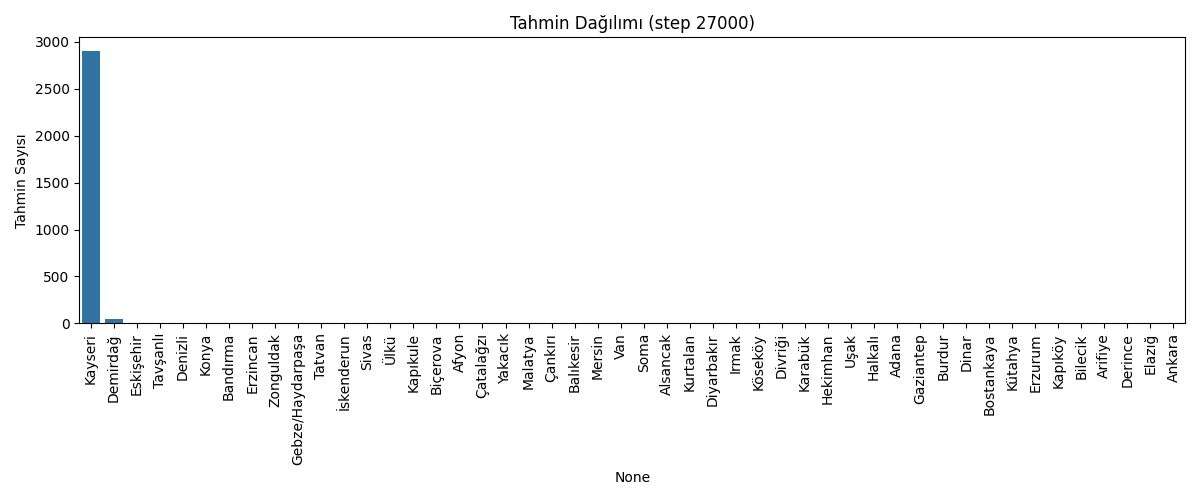 Tahmin Dağılımı (step 27000)
Tahmin Sayısı
3000
2500
2000
1500
1000
500
0
Kayseri
Demirdağ
Eskişehir
Tavşanlı
Denizli
Konya
Bandırma
Erzincan
Zonguldak
Gebze/Haydarpaşa
Tatvan
İskenderun
Sivas
Ülkü
Kapıkule
Biçerova
Afyon
Çatalağzı
Yakacık
Malatya
Çankırı
Balıkesir
Mersin
Van
Soma
Alsancak
Kurtalan
Diyarbakır
Irmak
Köseköy
Divriği
Karabük
Hekimhan
Uşak
Halkalı
Adana
Gaziantep
Burdur
Dinar
Bostankaya
Kütahya
Erzurum
Kapıköy
Bilecik
Arifiye
Derince
Elazığ
Ankara
None